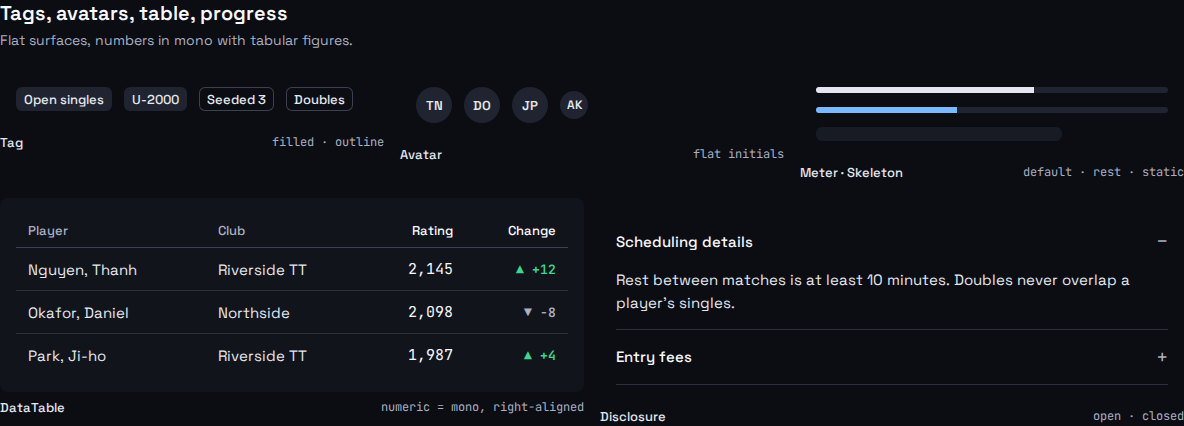 Tags, avatars, table, progress
Flat surfaces, numbers in mono with tabular figures.
Open singles U-2000 Seeded 3 Doubles
Tag filled · outline
TN DO JP AK
Avatar flat initials
Meter · Skeleton default · rest · static
Player Club Rating Change
Nguyen, Thanh Riverside TT 2,145 ▲ +12
Okafor, Daniel Northside 2,098 ▼ -8
Park, Ji-ho Riverside TT 1,987 ▲ +4
DataTable numeric = mono, right-aligned
Scheduling details −
Rest between matches is at least 10 minutes. Doubles never overlap a
player's singles.
Entry fees +
Disclosure open · closed